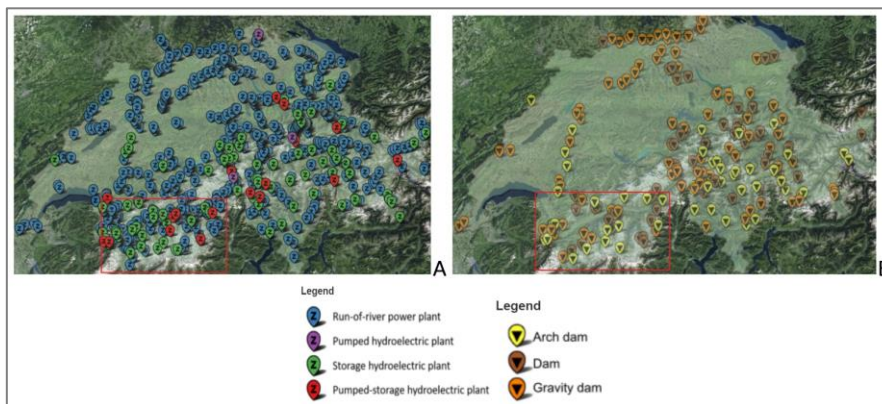 A
B
Legend
Run-of-river power plant
Pumped hydroelectric plant
Storage hydroelectric plant
Pumped-storage hydroelectric plant
Legend
Arch dam
Dam
Gravity dam